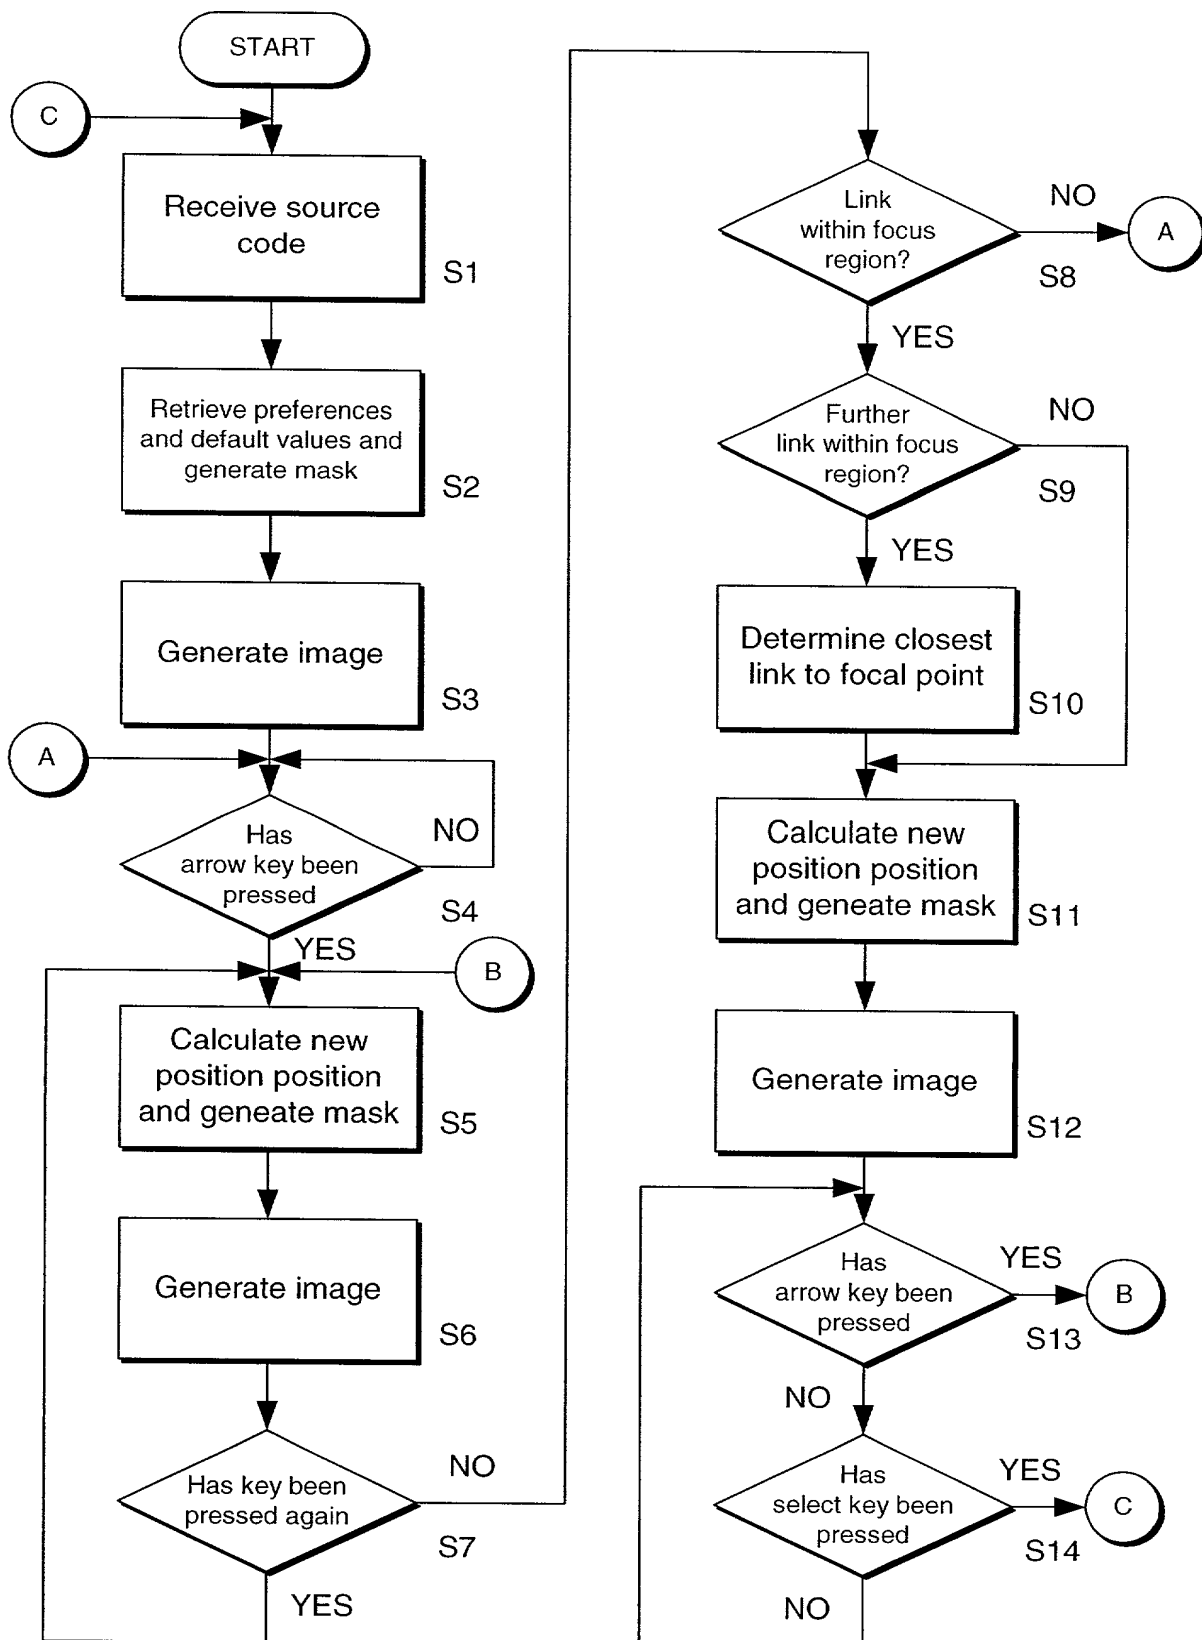 START
C
Receive source
code
S1
Retrieve preferences
and default values and
generate mask
S2
Generate image
S3
A
Has
arrow key been
pressed
NO
S4
YES
B
Calculate new
position position
and geneate mask
S5
Generate image
S6
Has key been
pressed again
NO
S7
YES
Link
within focus
region?
NO
A
S8
YES
Further
link within focus
region?
NO
S9
YES
Determine closest
link to focal point
S10
Calculate new
position position
and geneate mask
S11
Generate image
S12
Has
arrow key been
pressed
YES
B
S13
NO
Has
select key been
pressed
YES
C
S14
NO